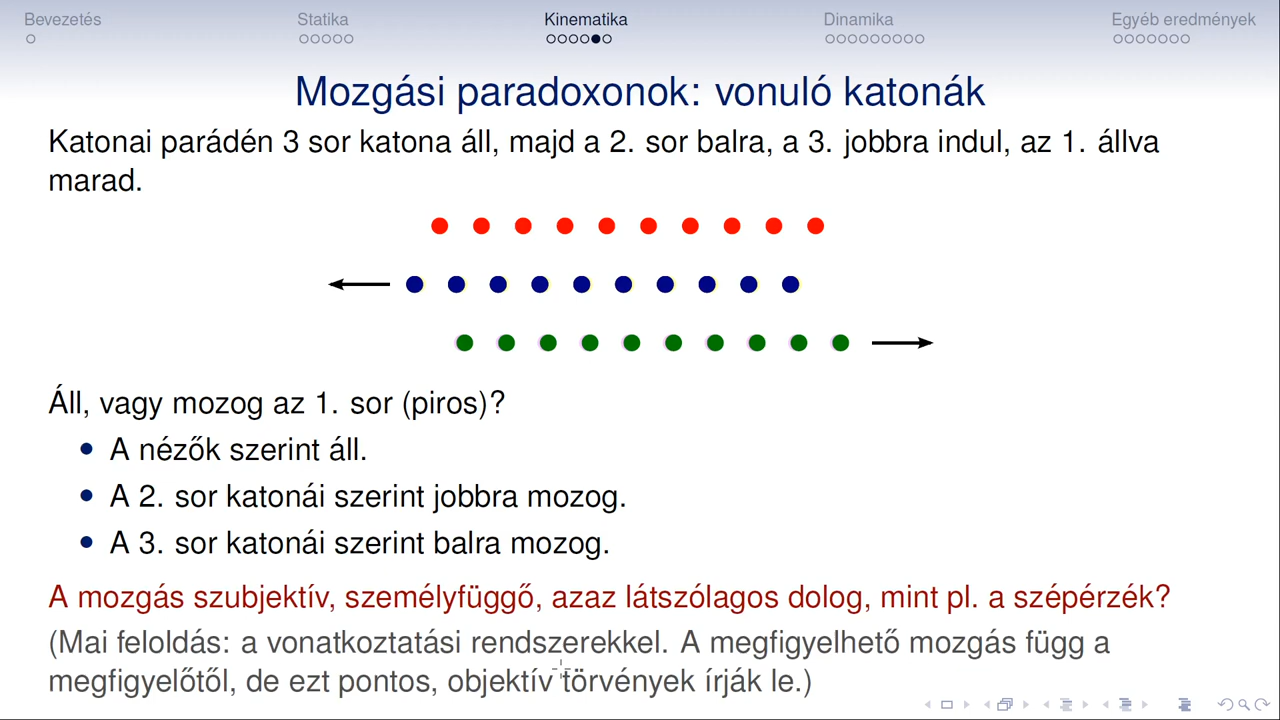 Bevezetés Statika Kinematika Dinamika Egyéb eredmények
Mozgási paradoxonok: vonuló katonák
Katonai parádén 3 sor katona áll, majd a 2. sor balra, a 3. jobbra indul, az 1. állva
marad.
Áll, vagy mozog az 1. sor (piros)?
A nézők szerint áll.
A 2. sor katonái szerint jobbra mozog.
A 3. sor katonái szerint balra mozog.
A mozgás szubjektív, személyfüggő, azaz látszólagos dolog, mint pl. a szépérzék?
(Mai feloldás: a vonatkoztatási rendszerekkel. A megfigyelhető mozgás függ a
megfigyelőtől, de ezt pontos, objektív törvények írják le.)